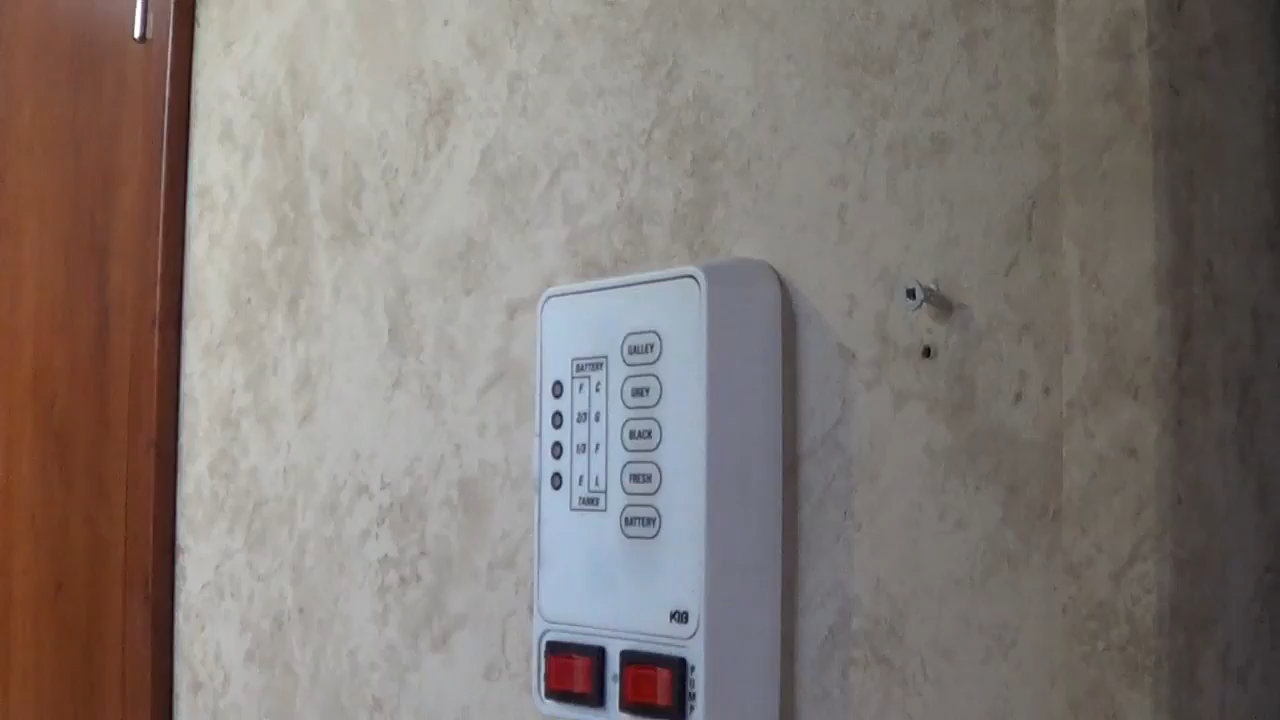 GALLEY
GREY
BLACK
FRESH
BATTERY
BATTERY
F C
2/3 G
1/3 F
E L
TANKS
KIB
PUMP